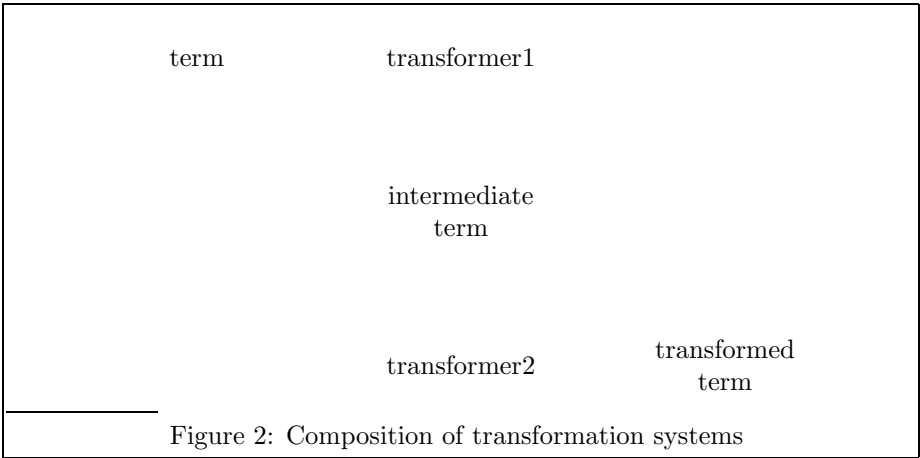 term
transformer1
intermediate
term
transformer2
transformed
term
Figure 2: Composition of transformation systems